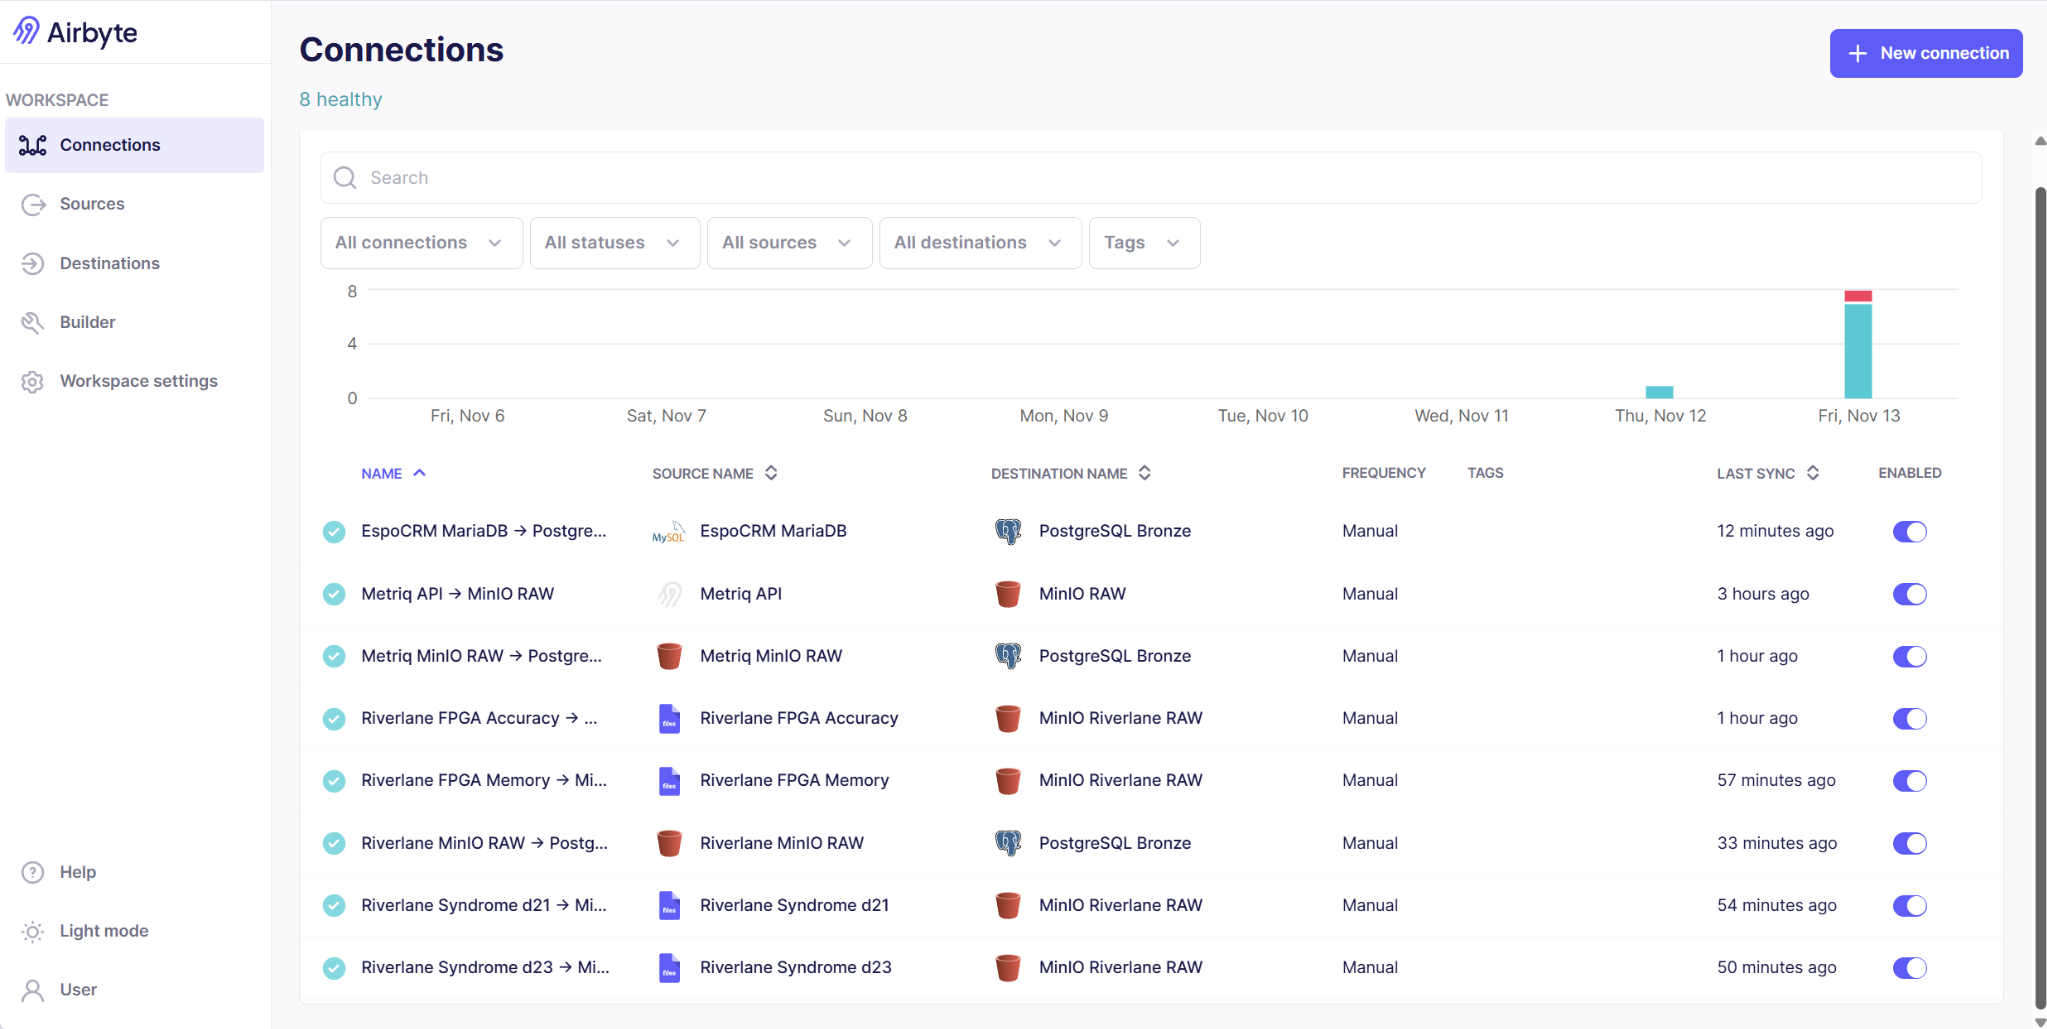 Airbyte
WORKSPACE
Connections
Sources
Destinations
Builder
Workspace settings
Help
Light mode
User
Connections
New connection
8 healthy
Search
All connections All statuses All sources All destinations Tags
8
4
0
Fri, Nov 6 Sat, Nov 7 Sun, Nov 8 Mon, Nov 9 Tue, Nov 10 Wed, Nov 11 Thu, Nov 12 Fri, Nov 13
NAME SOURCE NAME DESTINATION NAME FREQUENCY TAGS LAST SYNC ENABLED
EspoCRM MariaDB → Postgre... MySQL EspoCRM MariaDB PostgreSQL Bronze Manual 12 minutes ago
Metriq API → MinIO RAW Metriq API MinIO RAW Manual 3 hours ago
Metriq MinIO RAW → Postgre... Metriq MinIO RAW PostgreSQL Bronze Manual 1 hour ago
Riverlane FPGA Accuracy → ... files Riverlane FPGA Accuracy MinIO Riverlane RAW Manual 1 hour ago
Riverlane FPGA Memory → Mi... files Riverlane FPGA Memory MinIO Riverlane RAW Manual 57 minutes ago
Riverlane MinIO RAW → Postg... Riverlane MinIO RAW PostgreSQL Bronze Manual 33 minutes ago
Riverlane Syndrome d21 → Mi... files Riverlane Syndrome d21 MinIO Riverlane RAW Manual 54 minutes ago
Riverlane Syndrome d23 → Mi... files Riverlane Syndrome d23 MinIO Riverlane RAW Manual 50 minutes ago